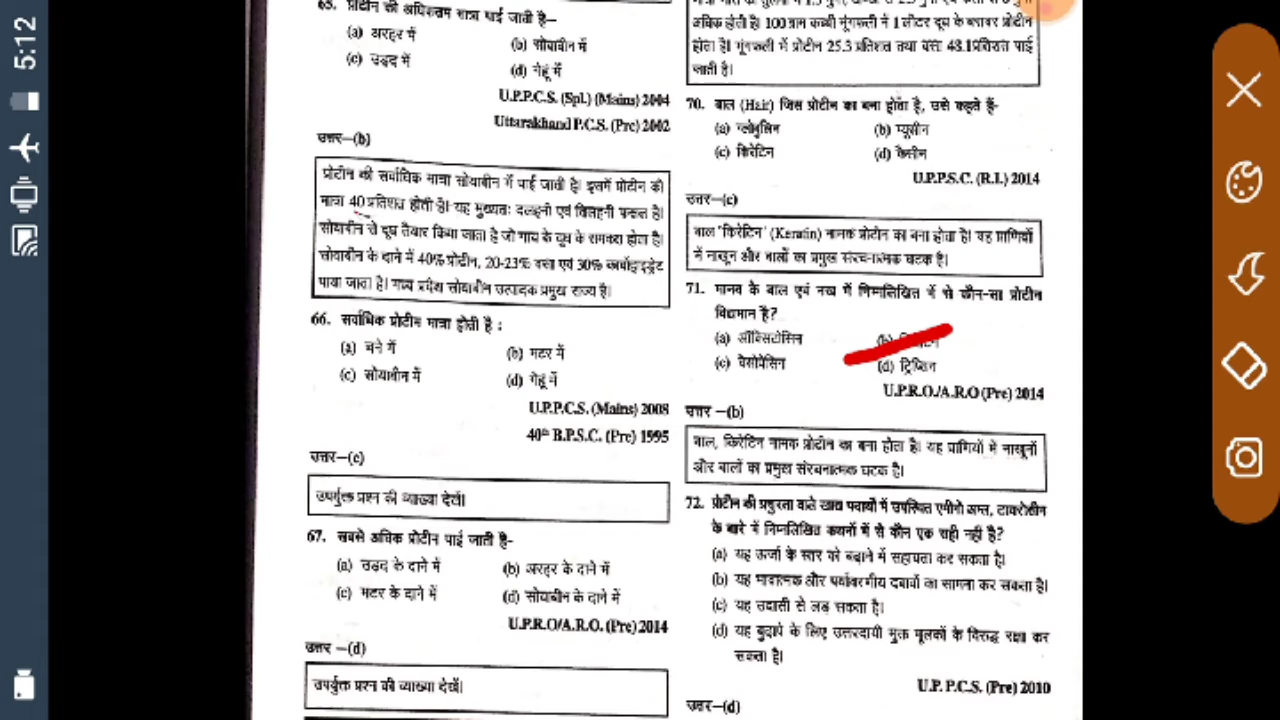 5:12
65. प्रोटीन की अधिकतम मात्रा पाई जाती है-
(a) अरहर में
(b) सोयाबीन में
(c) उड़द में
(d) गेहूं में
U.P.P.C.S. (Spl.) (Mains) 2004
Uttarakhand P.C.S. (Pre) 2002
उत्तर-(b)
प्रोटीन की सर्वाधिक मात्रा सोयाबीन में पाई जाती है। इसमें प्रोटीन की
मात्रा 40 प्रतिशत होती है। यह मुख्यतः दलहनी एवं तिलहनी फसल है।
सोयाबीन से दूध तैयार किया जाता है जो गाय के दूध के समकक्ष होता है।
सोयाबीन के दाने में 40% प्रोटीन, 20-23% वसा एवं 30% कार्बोहाइड्रेट
पाया जाता है। मध्य प्रदेश सोयाबीन उत्पादक प्रमुख राज्य है।
66. सर्वाधिक प्रोटीन मात्रा होती है :
(a) चने में
(b) मटर में
(c) सोयाबीन में
(d) गेहूं में
U.P.P.C.S. (Mains) 2008
40th B.P.S.C. (Pre) 1995
उत्तर-(c)
उपर्युक्त प्रश्न की व्याख्या देखें।
67. सबसे अधिक प्रोटीन पाई जाती है-
(a) उड़द के दाने में
(b) अरहर के दाने में
(c) मटर के दाने में
(d) सोयाबीन के दाने में
U.P.R.O/A.R.O. (Pre) 2014
उत्तर-(d)
उपर्युक्त प्रश्न की व्याख्या देखें।
अधिक होती है। 100 ग्राम कच्ची मूंगफली में 1 लीटर दूध के बराबर प्रोटीन
होता है। मूंगफली में प्रोटीन 25.3 प्रतिशत तथा वसा 48.1 प्रतिशत पाई
जाती है।
70. बाल (Hair) जिस प्रोटीन का बना होता है, उसे कहते हैं-
(a) ग्लोबुलिन
(b) म्यूसीन
(c) किरेटिन
(d) कैसीन
U.P.P.S.C. (R.I.) 2014
उत्तर-(c)
बाल 'किरेटिन' (Keratin) नामक प्रोटीन का बना होता है। यह प्राणियों
में नाखून और बालों का प्रमुख संरचनात्मक घटक है।
71. मानव के बाल एवं नख में निम्नलिखित में से कौन-सा प्रोटीन
विद्यमान है?
(a) ऑक्सिटोसिन
(b)
(c) वैसोप्रेसिन
(d) ट्रिप्सिन
U.P.R.O./A.R.O (Pre) 2014
उत्तर -(b)
बाल, किरेटिन नामक प्रोटीन का बना होता है। यह प्राणियों में नाखूनों
और बालों का प्रमुख संरचनात्मक घटक है।
72. प्रोटीन की प्रचुरता वाले खाद्य पदार्थों में उपस्थित एमीनो अम्ल, टायरोसीन
के बारे में निम्नलिखित कथनों में से कौन एक सही नहीं है?
(a) यह ऊर्जा के स्तर को बढ़ाने में सहायता कर सकता है।
(b) यह भावात्मक और पर्यावरणीय दबावों का सामना कर सकता है।
(c) यह उदासी से लड़ सकता है।
(d) यह बुढ़ापे के लिए उत्तरदायी मुक्त मूलकों के विरुद्ध रक्षा कर
सकता है।
U.P. P.C.S. (Pre) 2010
उत्तर-(d)